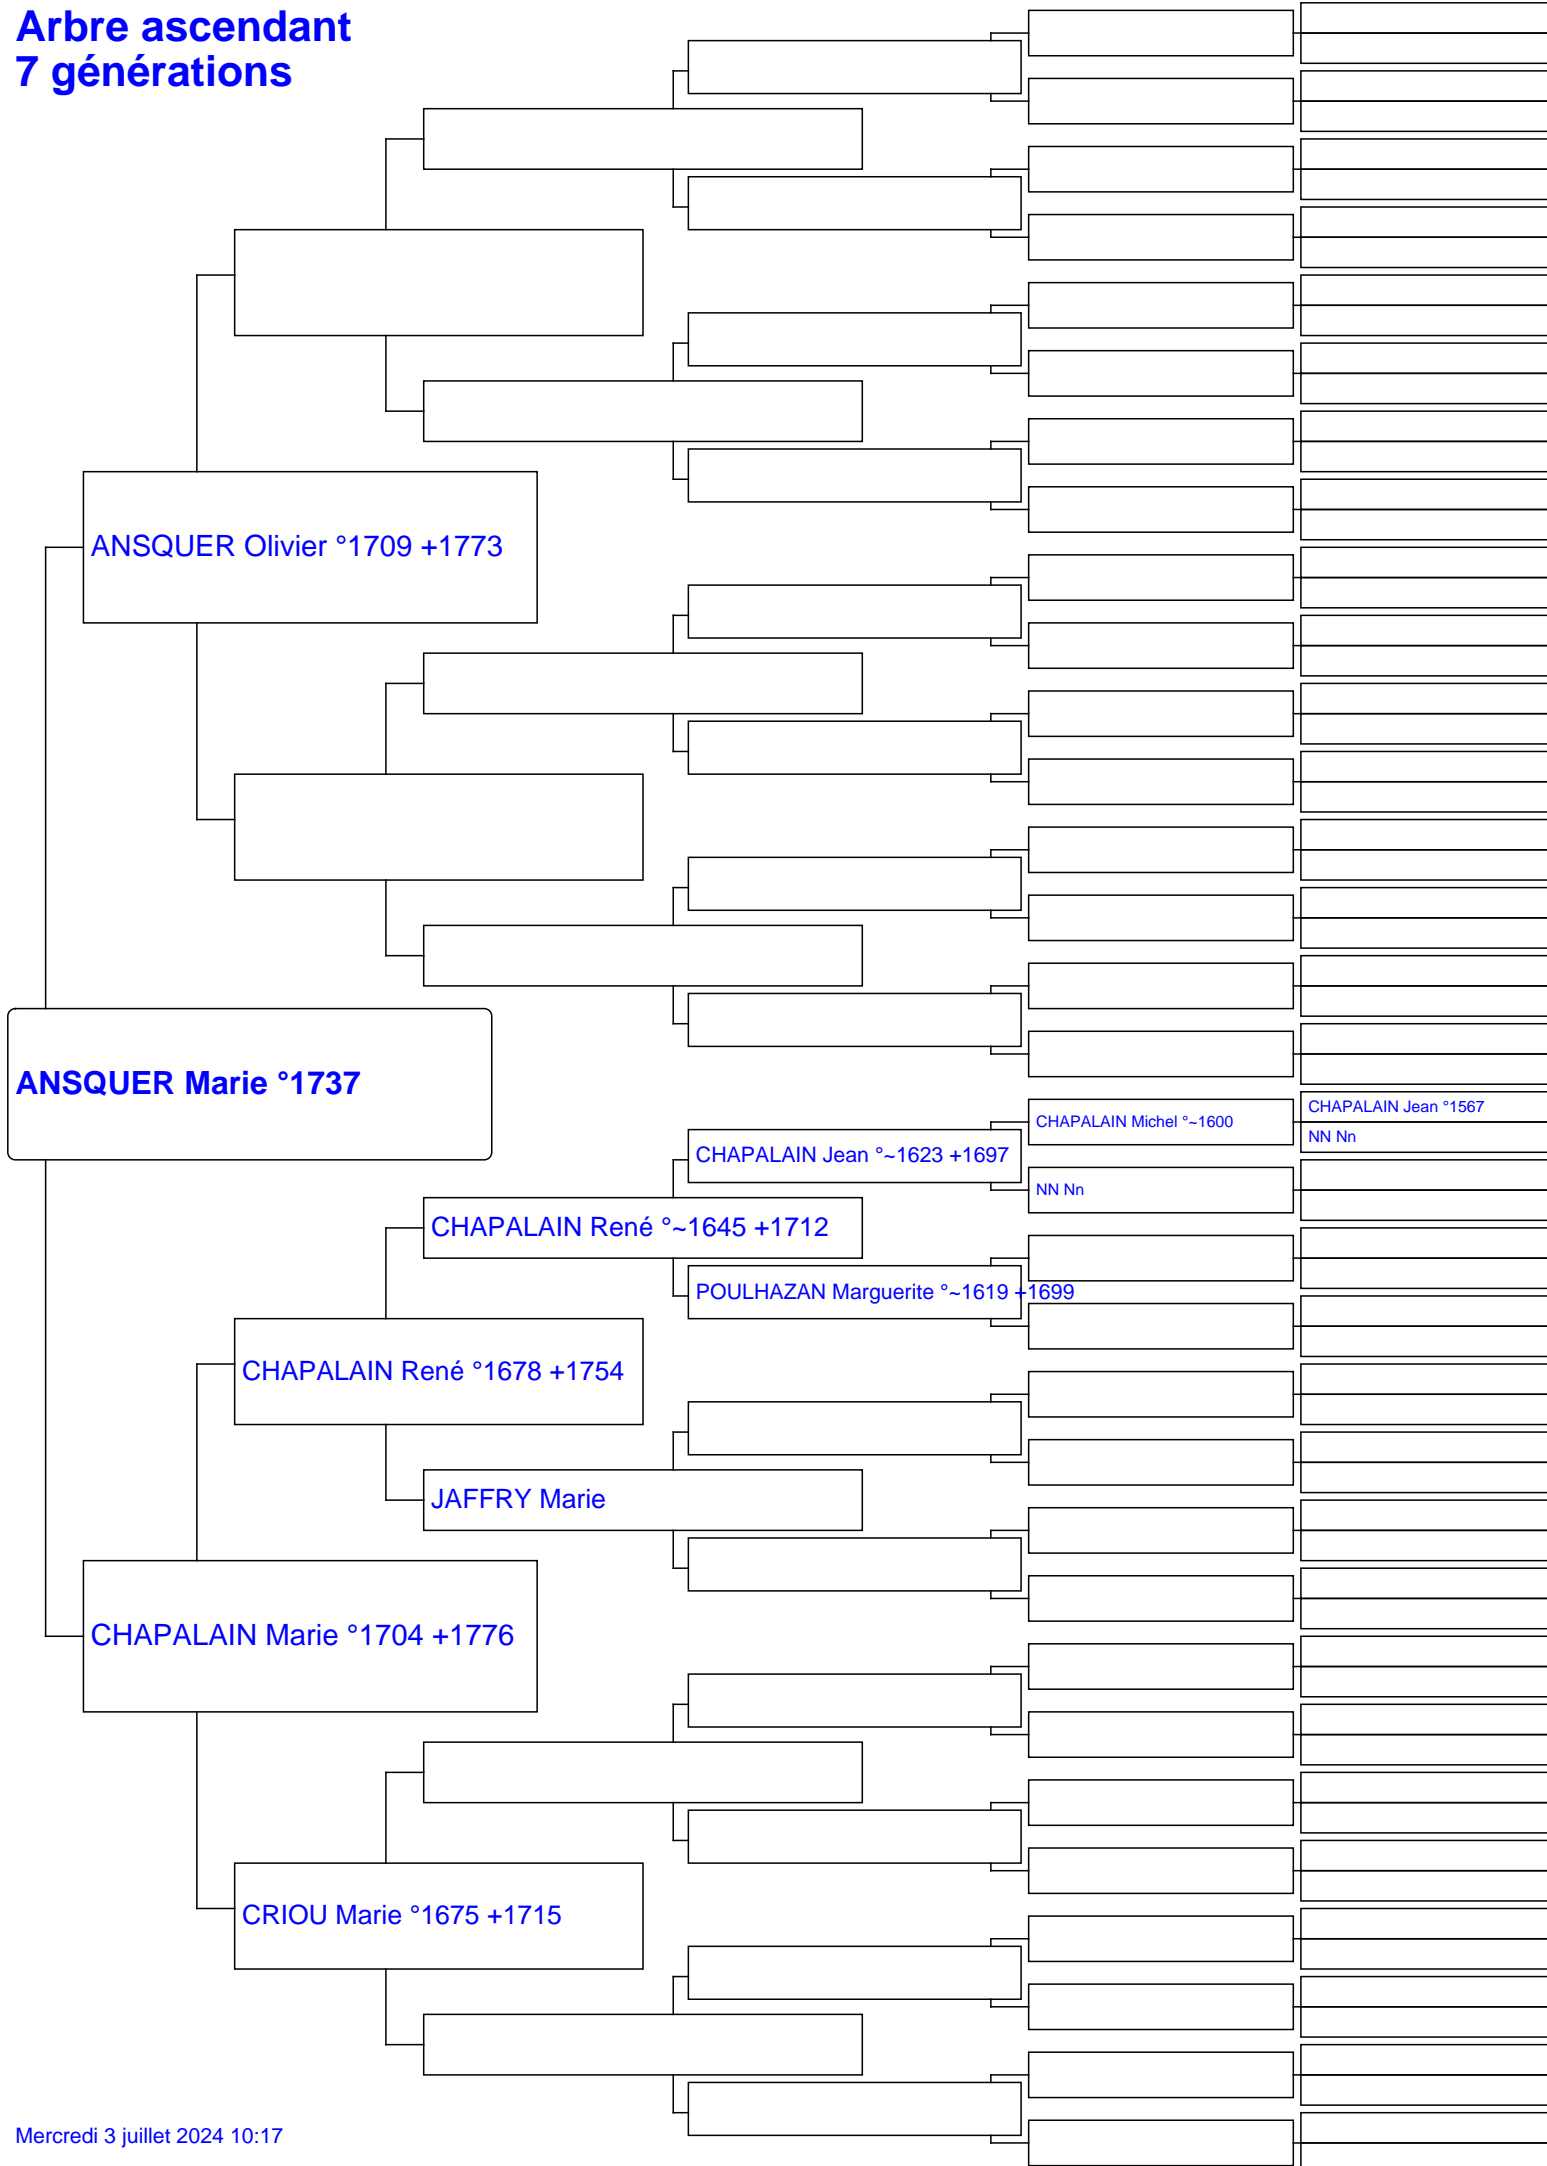 Arbre ascendant
7 générations
ANSQUER Olivier °1709 +1773
ANSQUER Marie °1737
CHAPALAIN Michel °~1600
CHAPALAIN Jean °1567
NN Nn
CHAPALAIN Jean °~1623 +1697
NN Nn
CHAPALAIN René °~1645 +1712
POULHAZAN Marguerite °~1619 +1699
CHAPALAIN René °1678 +1754
JAFFRY Marie
CHAPALAIN Marie °1704 +1776
CRIOU Marie °1675 +1715
Mercredi 3 juillet 2024 10:17